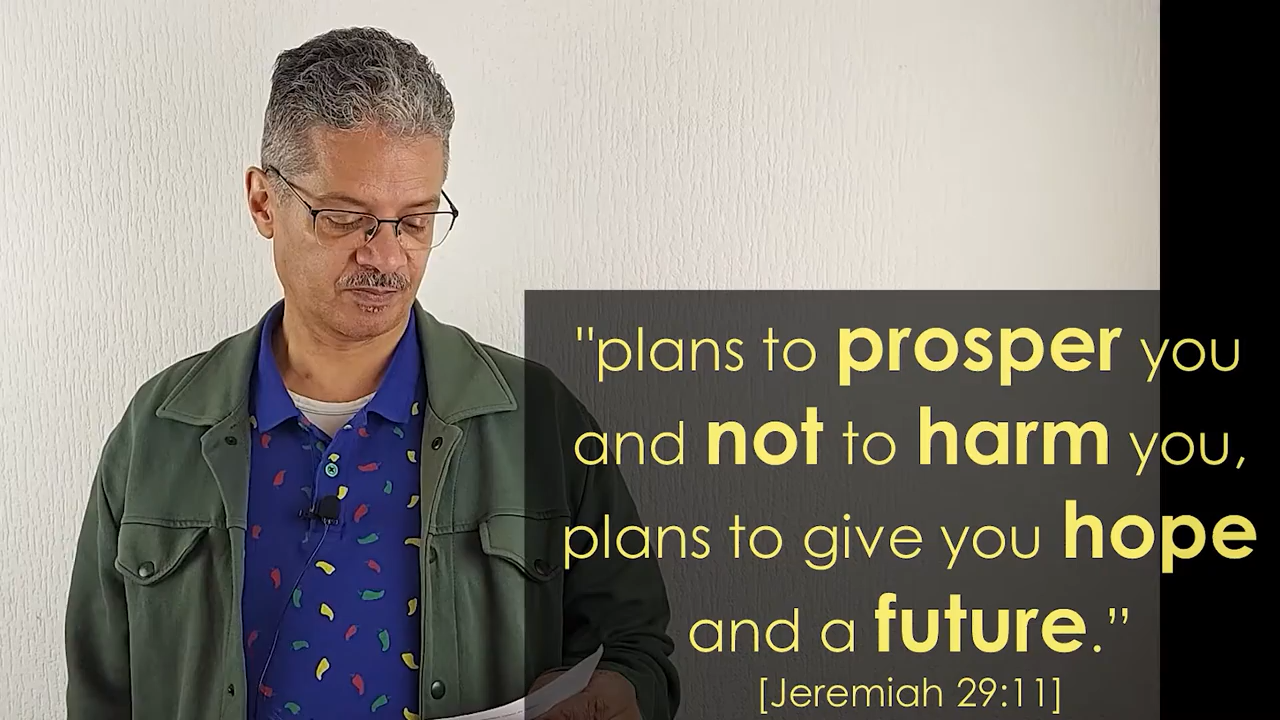 "plans to prosper you
and not to harm you,
plans to give you hope
and a future.”
[Jeremiah 29:11]